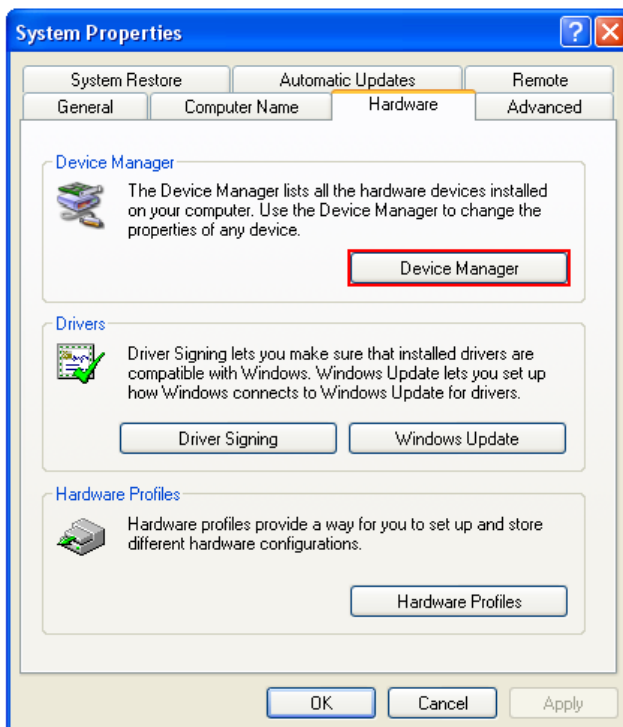 System Properties
System Restore
Automatic Updates
Remote
General
Computer Name
Hardware
Advanced
Device Manager
The Device Manager lists all the hardware devices installed
on your computer. Use the Device Manager to change the
properties of any device.
Device Manager
Drivers
Driver Signing lets you make sure that installed drivers are
compatible with Windows. Windows Update lets you set up
how Windows connects to Windows Update for drivers.
Driver Signing
Windows Update
Hardware Profiles
Hardware profiles provide a way for you to set up and store
different hardware configurations.
Hardware Profiles
OK
Cancel
Apply